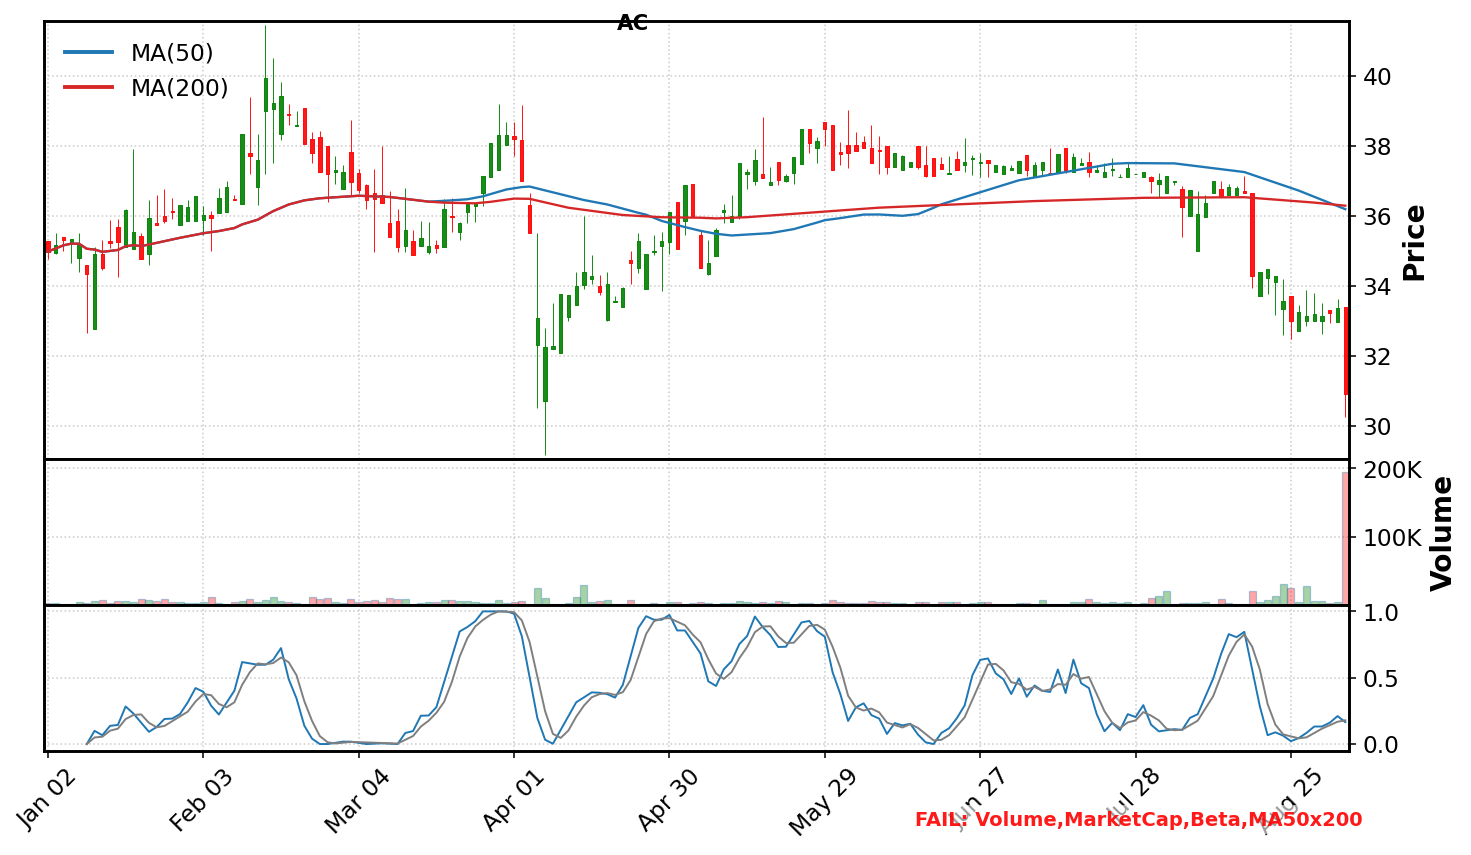 AC
MA(50)
MA(200)
40
38
36
34
32
30
Price
200K
100K
Volume
1.0
0.5
0.0
Jan 02
Feb 03
Mar 04
Apr 01
Apr 30
May 29
Jun 27
Jul 28
Aug 25
FAIL: Volume,MarketCap,Beta,MA50x200